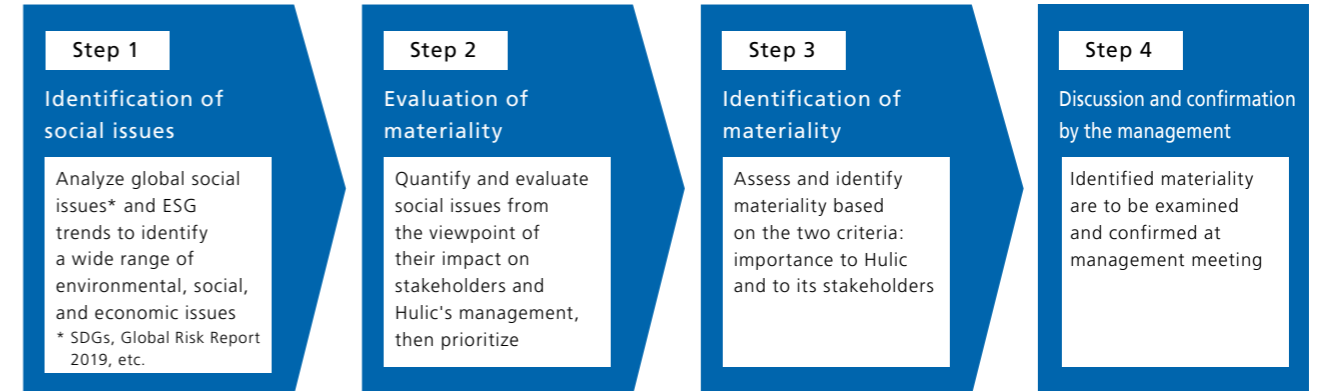 Step 1
Identification of
social issues
Analyze global social
issues* and ESG
trends to identify
a wide range of
environmental, social,
and economic issues
* SDGs, Global Risk Report
2019, etc.
Step 2
Evaluation of
materiality
Quantify and evaluate
social issues from
the viewpoint of
their impact on
stakeholders and
Hulic's management,
then prioritize
Step 3
Identification of
materiality
Assess and identify
materiality based
on the two criteria:
importance to Hulic
and to its stakeholders
Step 4
Discussion and confirmation
by the management
Identified materiality
are to be examined
and confirmed at
management meeting